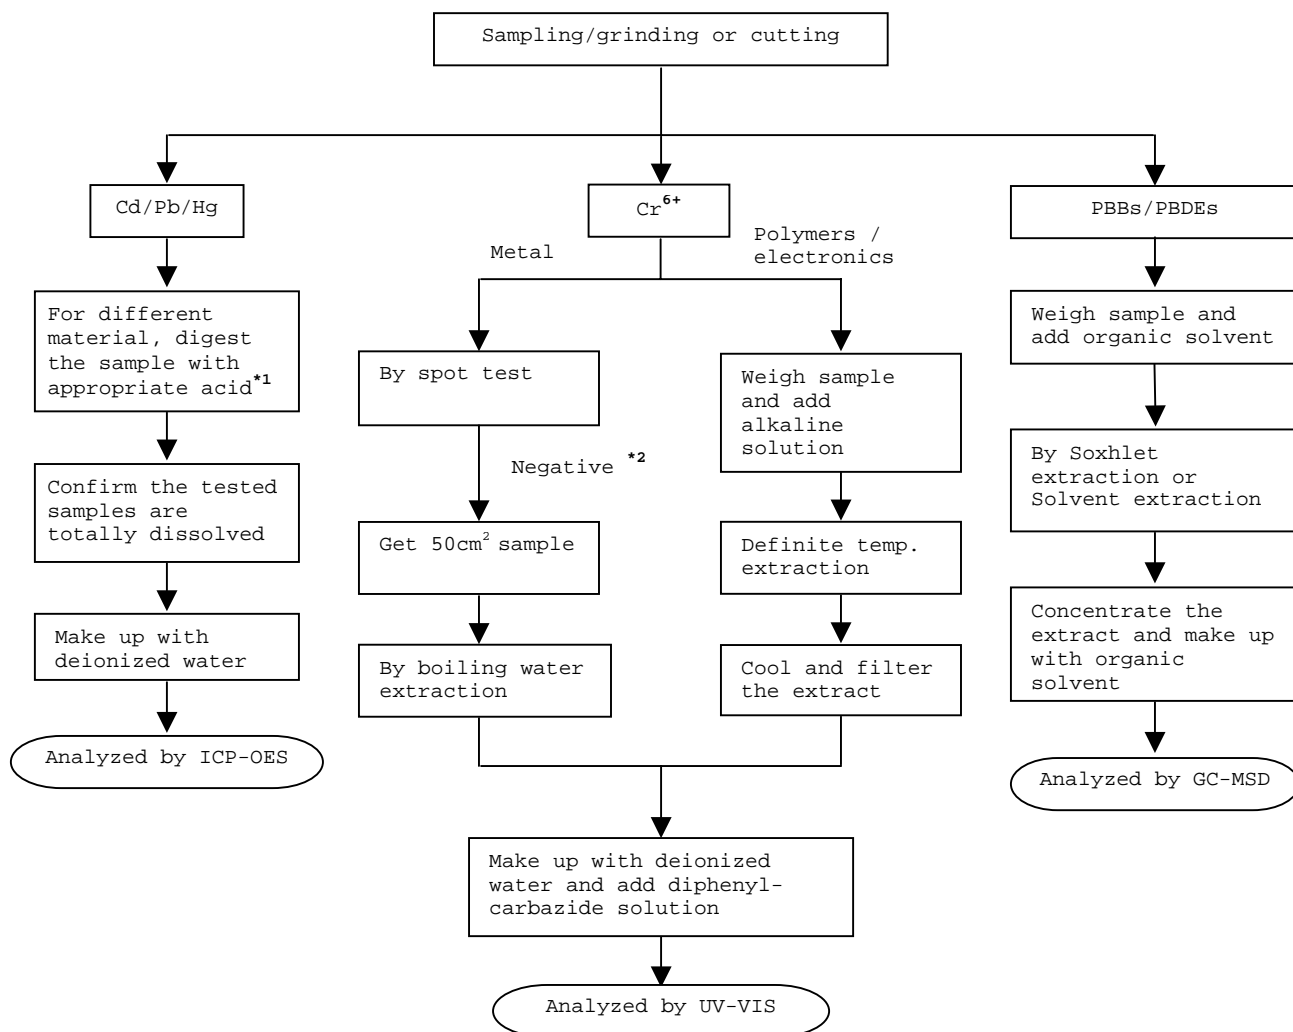 Sampling/grinding or cutting
Cd/Pb/Hg
For different
material, digest
the sample with
appropriate acid*1
Confirm the tested
samples are
totally dissolved
Make up with
deionized water
Analyzed by ICP-OES
Cr6+
Metal
By spot test
Negative *2
Get 50cm2 sample
By boiling water
extraction
Polymers /
electronics
Weigh sample
and add
alkaline
solution
Definite temp.
extraction
Cool and filter
the extract
Make up with deionized
water and add diphenyl-
carbazide solution
Analyzed by UV-VIS
PBBs/PBDEs
Weigh sample and
add organic solvent
By Soxhlet
extraction or
Solvent extraction
Concentrate the
extract and make up
with organic
solvent
Analyzed by GC-MSD